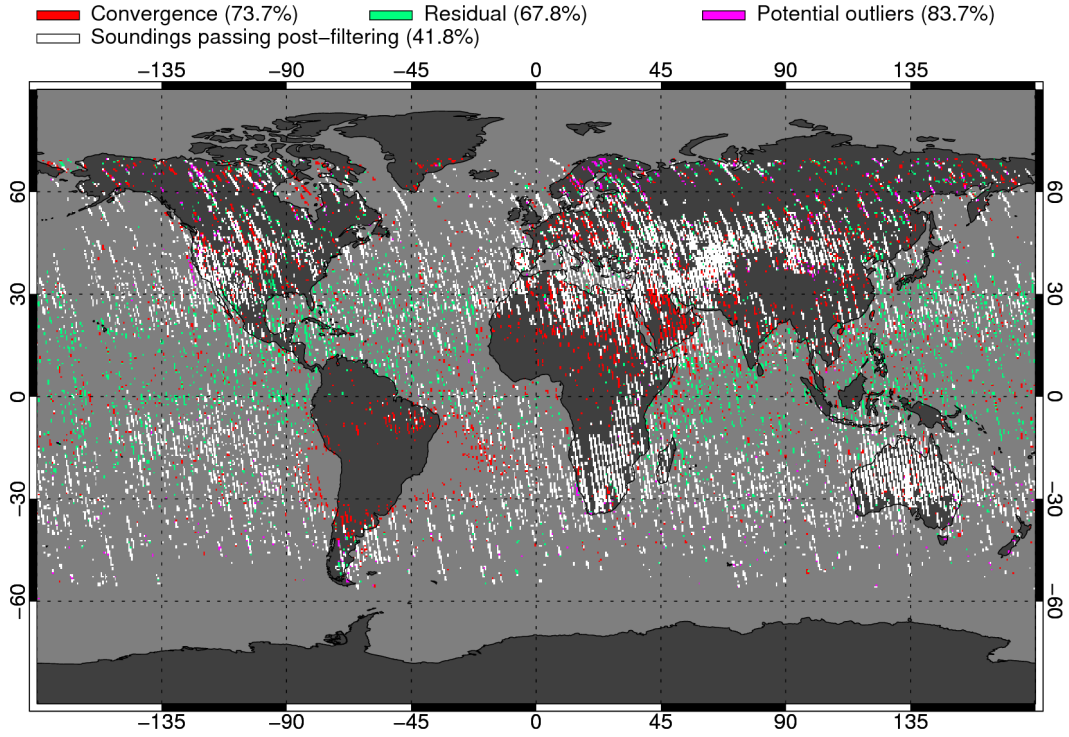 Convergence (73.7%) Residual (67.8%) Potential outliers (83.7%)
Soundings passing post−filtering (41.8%)
−135 −90 −45 0 45 90 135
60 60
30 30
0 0
−30 −30
−60 −60
−135 −90 −45 0 45 90 135